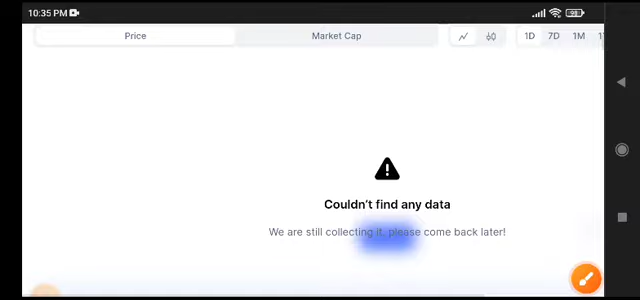 10:35 PM
Price
Market Cap
1D
7D
1M
Couldn't find any data
We are still collecting it, please come back later!